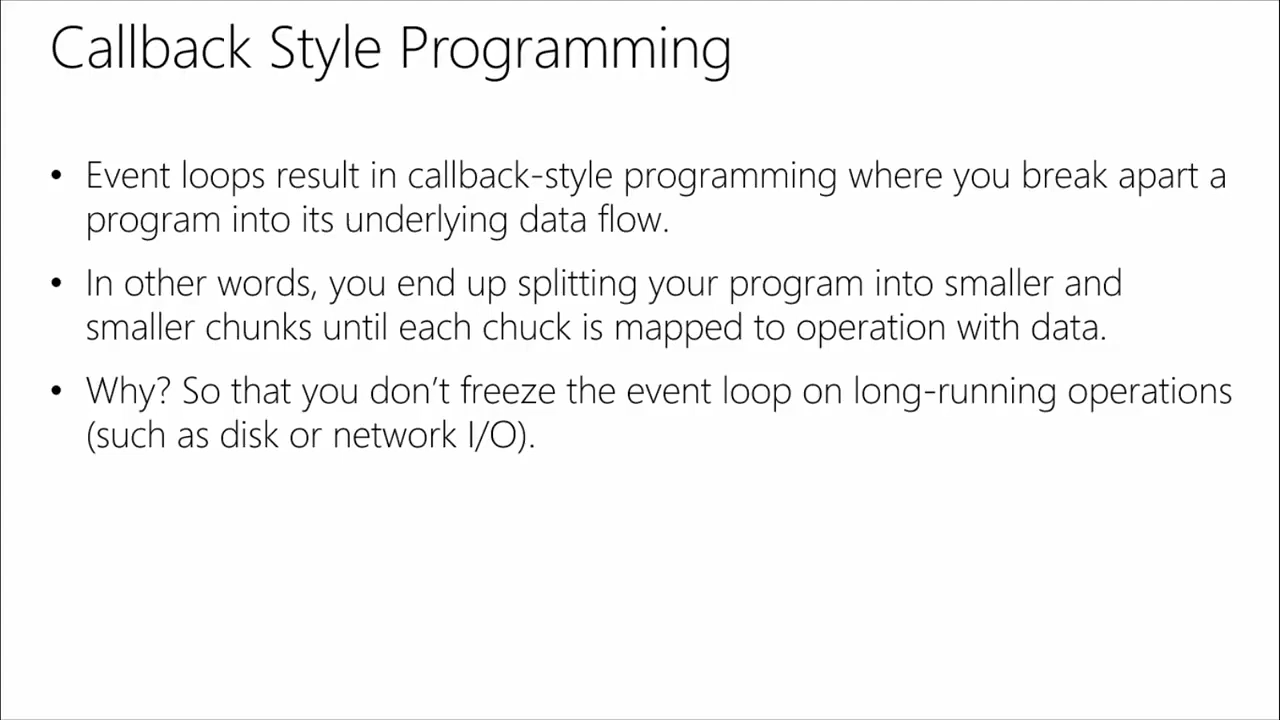 Callback Style Programming
• Event loops result in callback-style programming where you break apart a
program into its underlying data flow.
• In other words, you end up splitting your program into smaller and
smaller chunks until each chuck is mapped to operation with data.
• Why? So that you don’t freeze the event loop on long-running operations
(such as disk or network I/O).